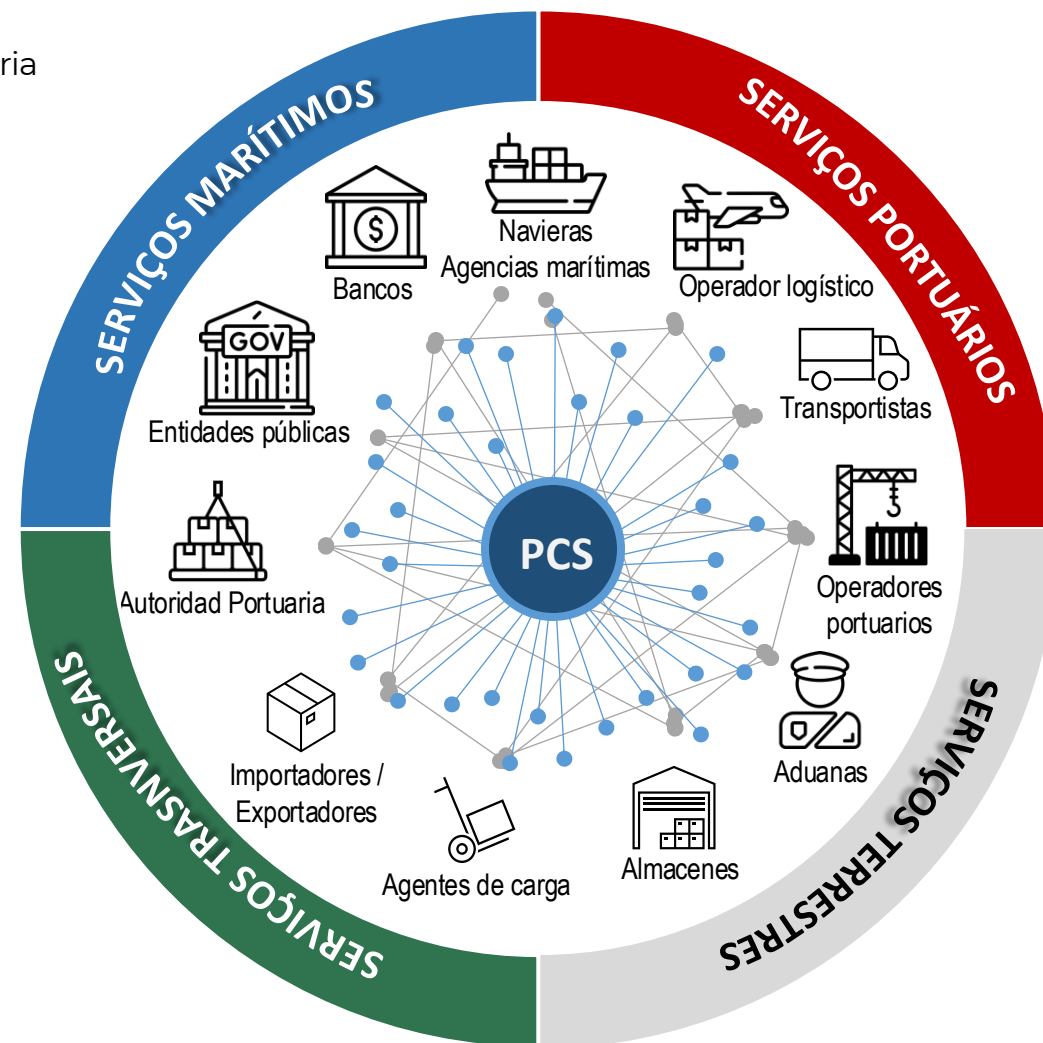 ria
SERVIÇOS MARÍTIMOS
SERVIÇOS PORTUÁRIOS
Navieras
Agencias marítimas
$
Bancos
Operador logístico
GOV
Entidades públicas
Transportistas
PCS
Autoridad Portuaria
Operadores
portuarios
Importadores /
Exportadores
Aduanas
Agentes de carga
Almacenes
SERVIÇOS TRASNVERSAIS
SERVIÇOS TERRESTRES